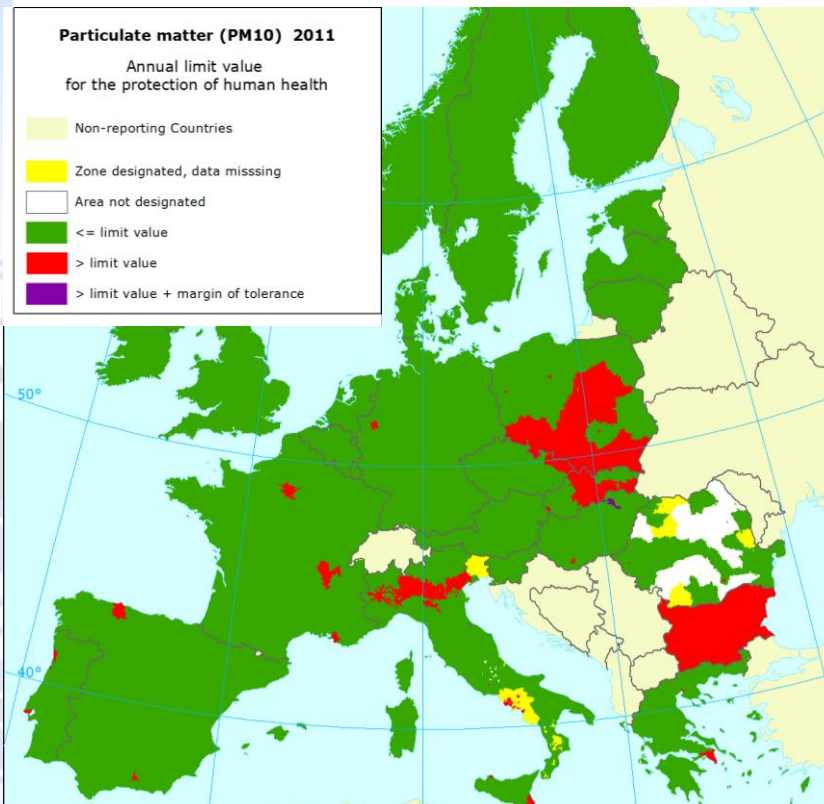 Particulate matter (PM10) 2011
Annual limit value
for the protection of human health
Non-reporting Countries
Zone designated, data misssing
Area not designated
<= limit value
> limit value
> limit value + margin of tolerance
50°
40°